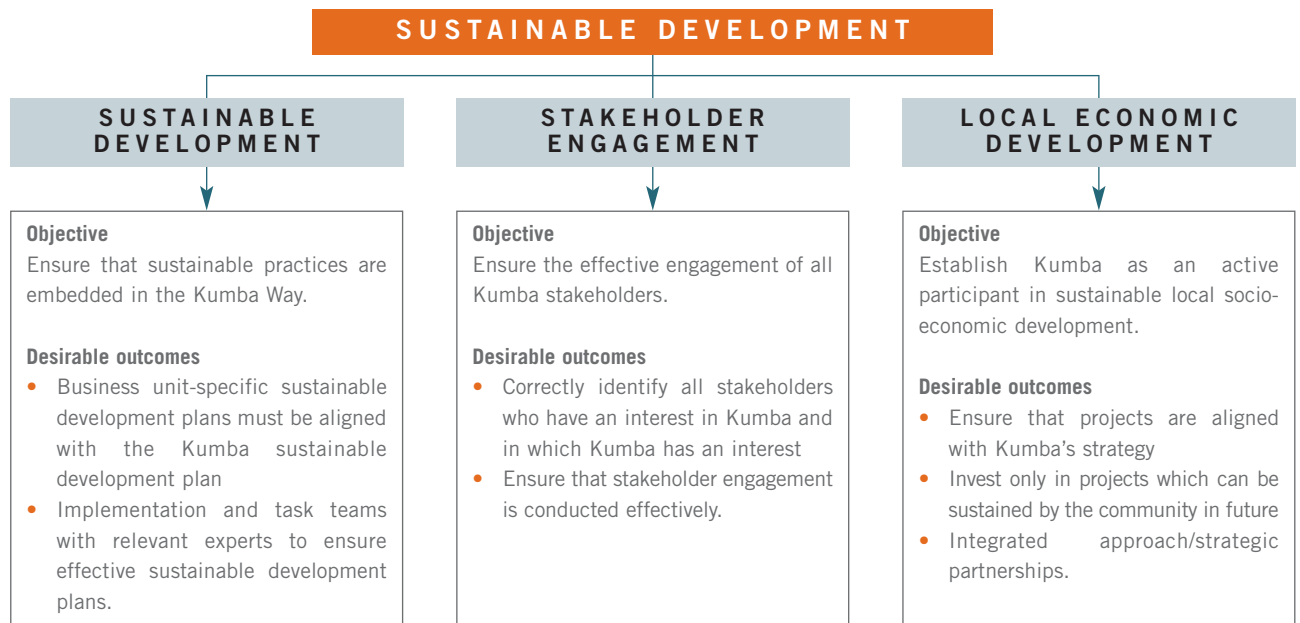 SUSTAINABLE DEVELOPMENT
SUSTAINABLE
DEVELOPMENT
Objective
Ensure that sustainable practices are
embedded in the Kumba Way.
Desirable outcomes
• Business unit-specific sustainable
development plans must be aligned
with the Kumba sustainable
development plan
• Implementation and task teams
with relevant experts to ensure
effective sustainable development
plans.
STAKEHOLDER
ENGAGEMENT
Objective
Ensure the effective engagement of all
Kumba stakeholders.
Desirable outcomes
• Correctly identify all stakeholders
who have an interest in Kumba and
in which Kumba has an interest
• Ensure that stakeholder engagement
is conducted effectively.
LOCAL ECONOMIC
DEVELOPMENT
Objective
Establish Kumba as an active
participant in sustainable local socio-
economic development.
Desirable outcomes
• Ensure that projects are aligned
with Kumba's strategy
• Invest only in projects which can be
sustained by the community in future
• Integrated approach/strategic
partnerships.